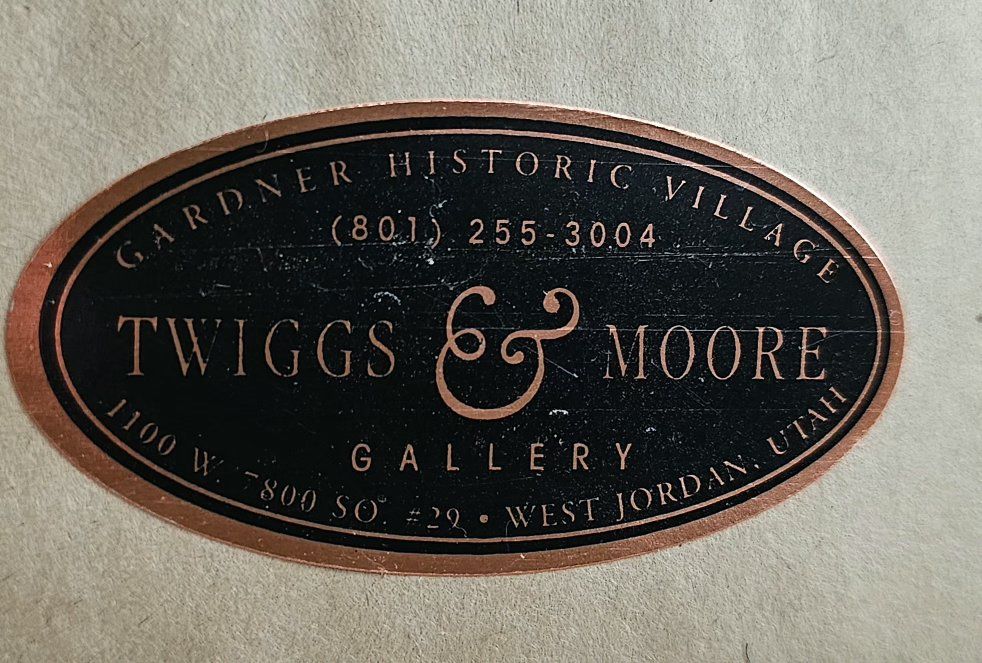 GARDNER HISTORIC VILLAGE
(801) 255-3004
TWIGGS & MOORE
GALLERY
1100 W. 7800 SO. #29 • WEST JORDAN, UTAH